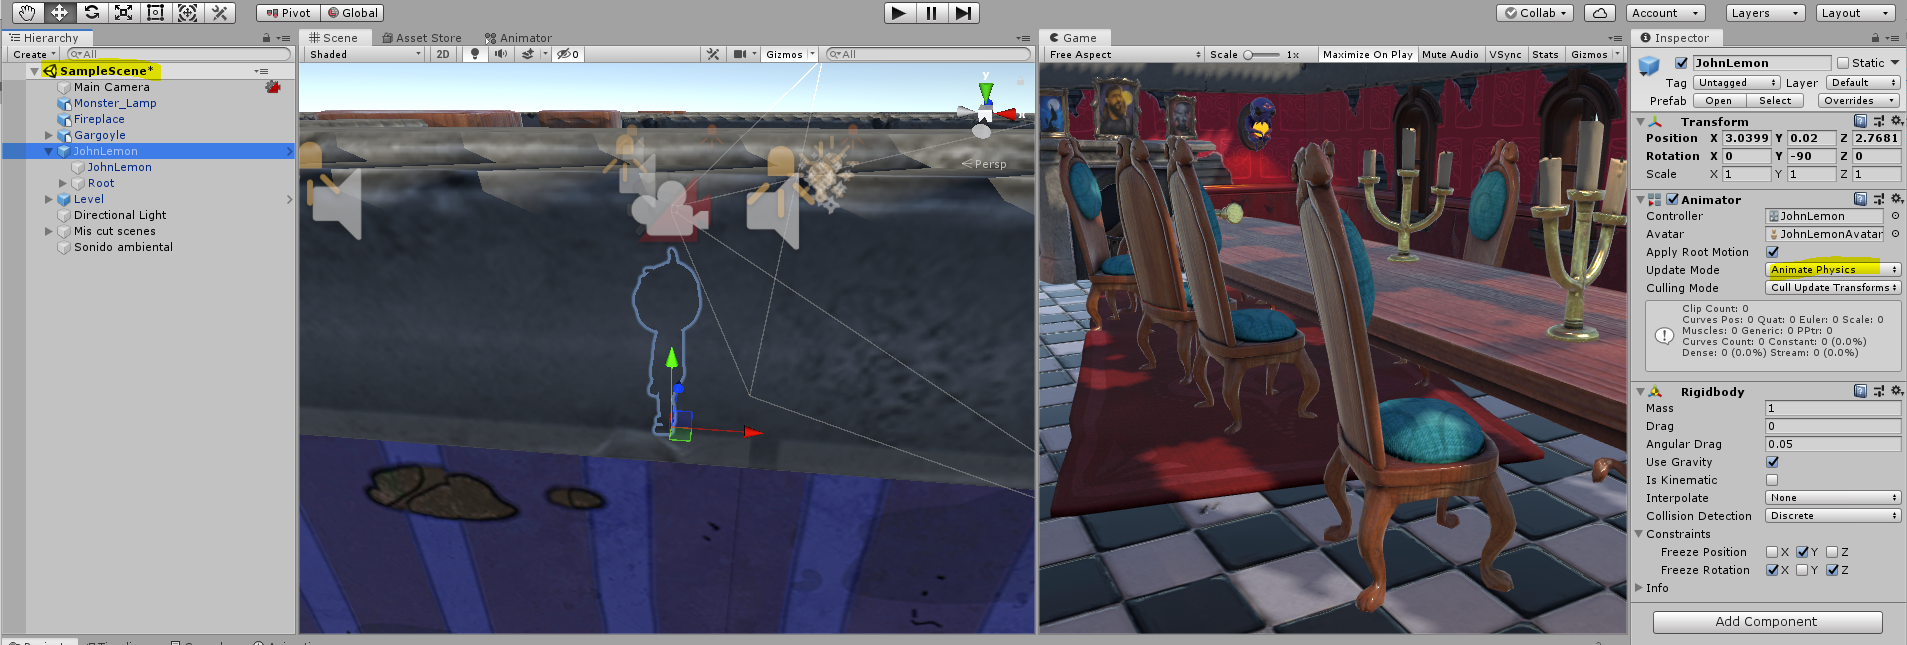 Pivot Global Collab Account Layers Layout
Hierarchy
Create All
SampleScene*
Main Camera
Monster_Lamp
Fireplace
Gargoyle
JohnLemon
JohnLemon
Root
Level
Directional Light
Mis cut scenes
Sonido ambiental
Scene Asset Store Animator
Shaded 2D 0 Gizmos All
y
x
Persp
Game
Free Aspect Scale 1x Maximize On Play Mute Audio VSync Stats Gizmos
Inspector
JohnLemon Static
Tag Untagged Layer Default
Prefab Open Select Overrides
Transform
Position X 3.0399 Y 0.02 Z 2.7681
Rotation X 0 Y -90 Z 0
Scale X 1 Y 1 Z 1
Animator
Controller JohnLemon
Avatar JohnLemonAvatar
Apply Root Motion
Update Mode Animate Physics
Culling Mode Cull Update Transforms
Clip Count: 0
Curves Pos: 0 Quat: 0 Euler: 0 Scale: 0
Muscles: 0 Generic: 0 PPtr: 0
Curves Count: 0 Constant: 0 (0.0%)
Dense: 0 (0.0%) Stream: 0 (0.0%)
Rigidbody
Mass 1
Drag 0
Angular Drag 0.05
Use Gravity
Is Kinematic
Interpolate None
Collision Detection Discrete
Constraints
Freeze Position X Y Z
Freeze Rotation X Y Z
Info
Add Component